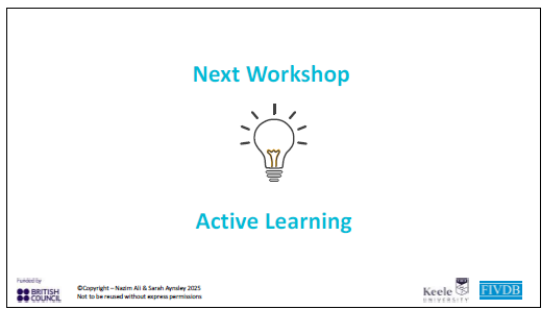 Next Workshop
Active Learning
Funded by
BRITISH
COUNCIL
©Copyright – Nazim Ali & Sarah Aynsley 2025
Not to be reused without express permissions
Keele
UNIVERSITY
FIVDB